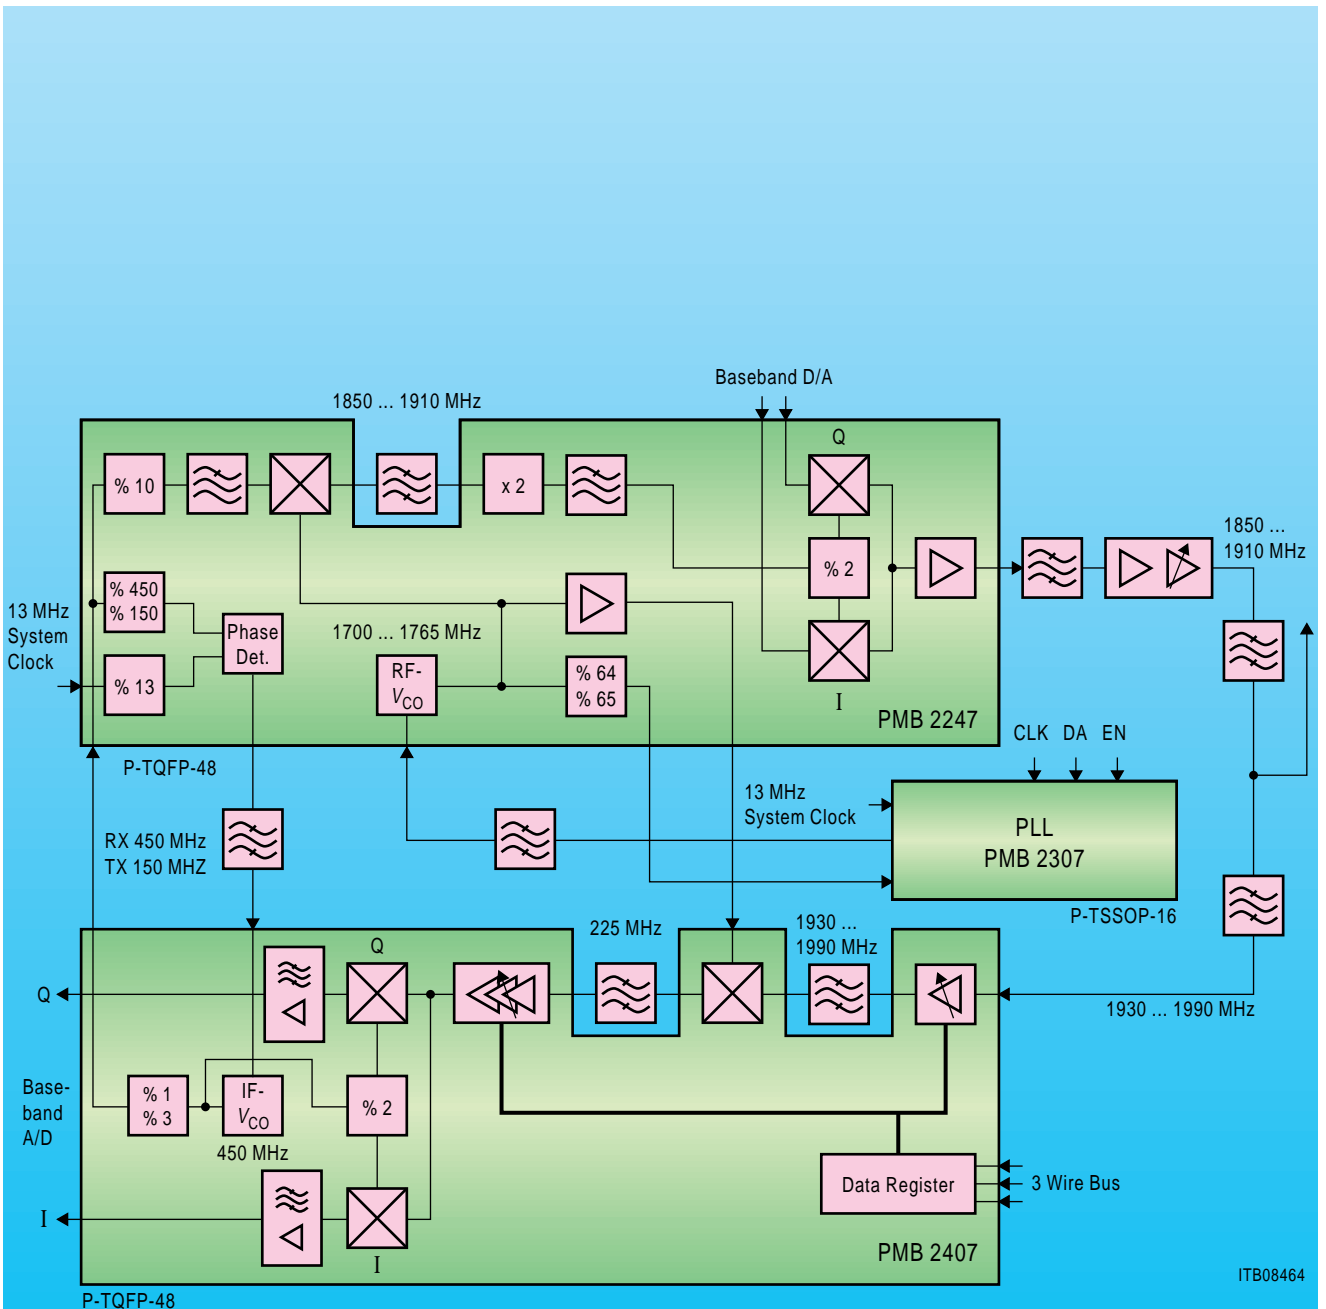 Baseband D/A
1850 ... 1910 MHz
Q
% 10
x 2
1850 ...
1910 MHz
% 2
13 MHz
System
Clock
% 450
% 150
Phase
Det.
1700 ... 1765 MHz
% 13
RF-
VCO
% 64
% 65
I
PMB 2247
P-TQFP-48
CLK DA EN
13 MHz
System Clock
PLL
PMB 2307
P-TSSOP-16
RX 450 MHz
TX 150 MHZ
225 MHz
1930 ...
1990 MHz
Q
Q
1930 ... 1990 MHz
Base-
band
A/D
% 1
% 3
IF-
VCO
% 2
450 MHz
Data Register
3 Wire Bus
I
I
PMB 2407
P-TQFP-48
ITB08464